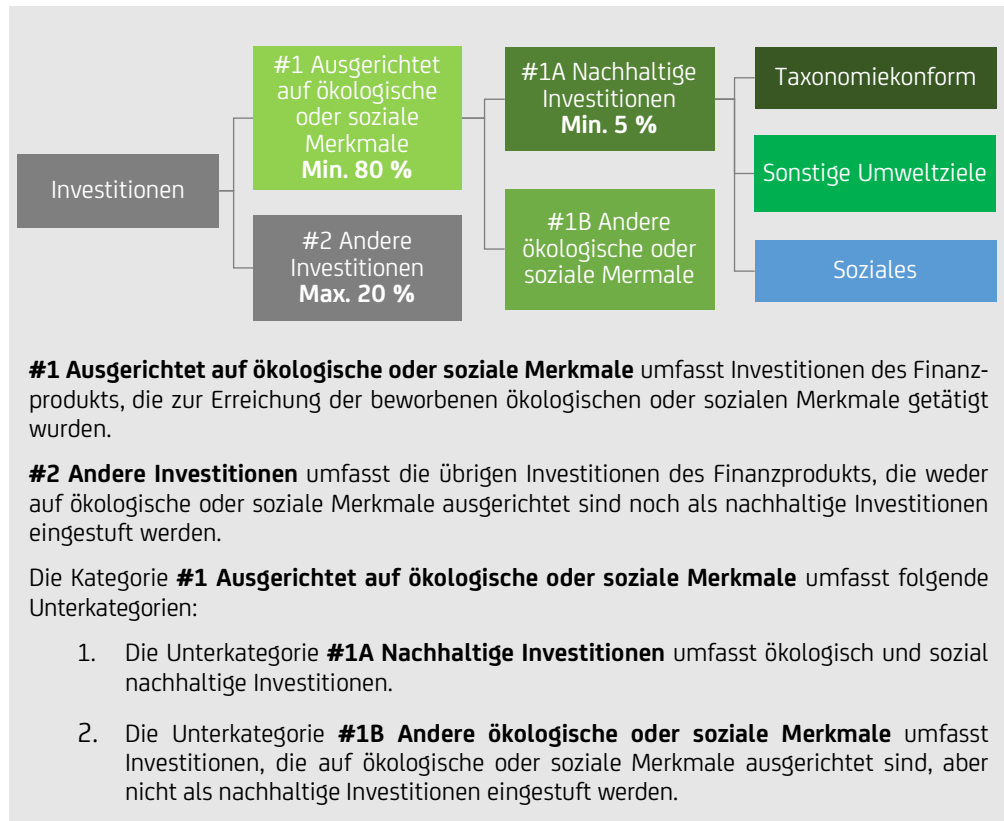 Investitionen
#1 Ausgerichtet
auf ökologische
oder soziale
Merkmale
Min. 80 %
#2 Andere
Investitionen
Max. 20 %
#1A Nachhaltige
Investitionen
Min. 5 %
#1B Andere
ökologische oder
soziale Mermale
Taxonomiekonform
Sonstige Umweltziele
Soziales
#1 Ausgerichtet auf ökologische oder soziale Merkmale umfasst Investitionen des Finanz-
produkts, die zur Erreichung der beworbenen ökologischen oder sozialen Merkmale getätigt
wurden.
#2 Andere Investitionen umfasst die übrigen Investitionen des Finanzprodukts, die weder
auf ökologische oder soziale Merkmale ausgerichtet sind noch als nachhaltige Investitionen
eingestuft werden.
Die Kategorie #1 Ausgerichtet auf ökologische oder soziale Merkmale umfasst folgende
Unterkategorien:
1. Die Unterkategorie #1A Nachhaltige Investitionen umfasst ökologisch und sozial
nachhaltige Investitionen.
2. Die Unterkategorie #1B Andere ökologische oder soziale Merkmale umfasst
Investitionen, die auf ökologische oder soziale Merkmale ausgerichtet sind, aber
nicht als nachhaltige Investitionen eingestuft werden.